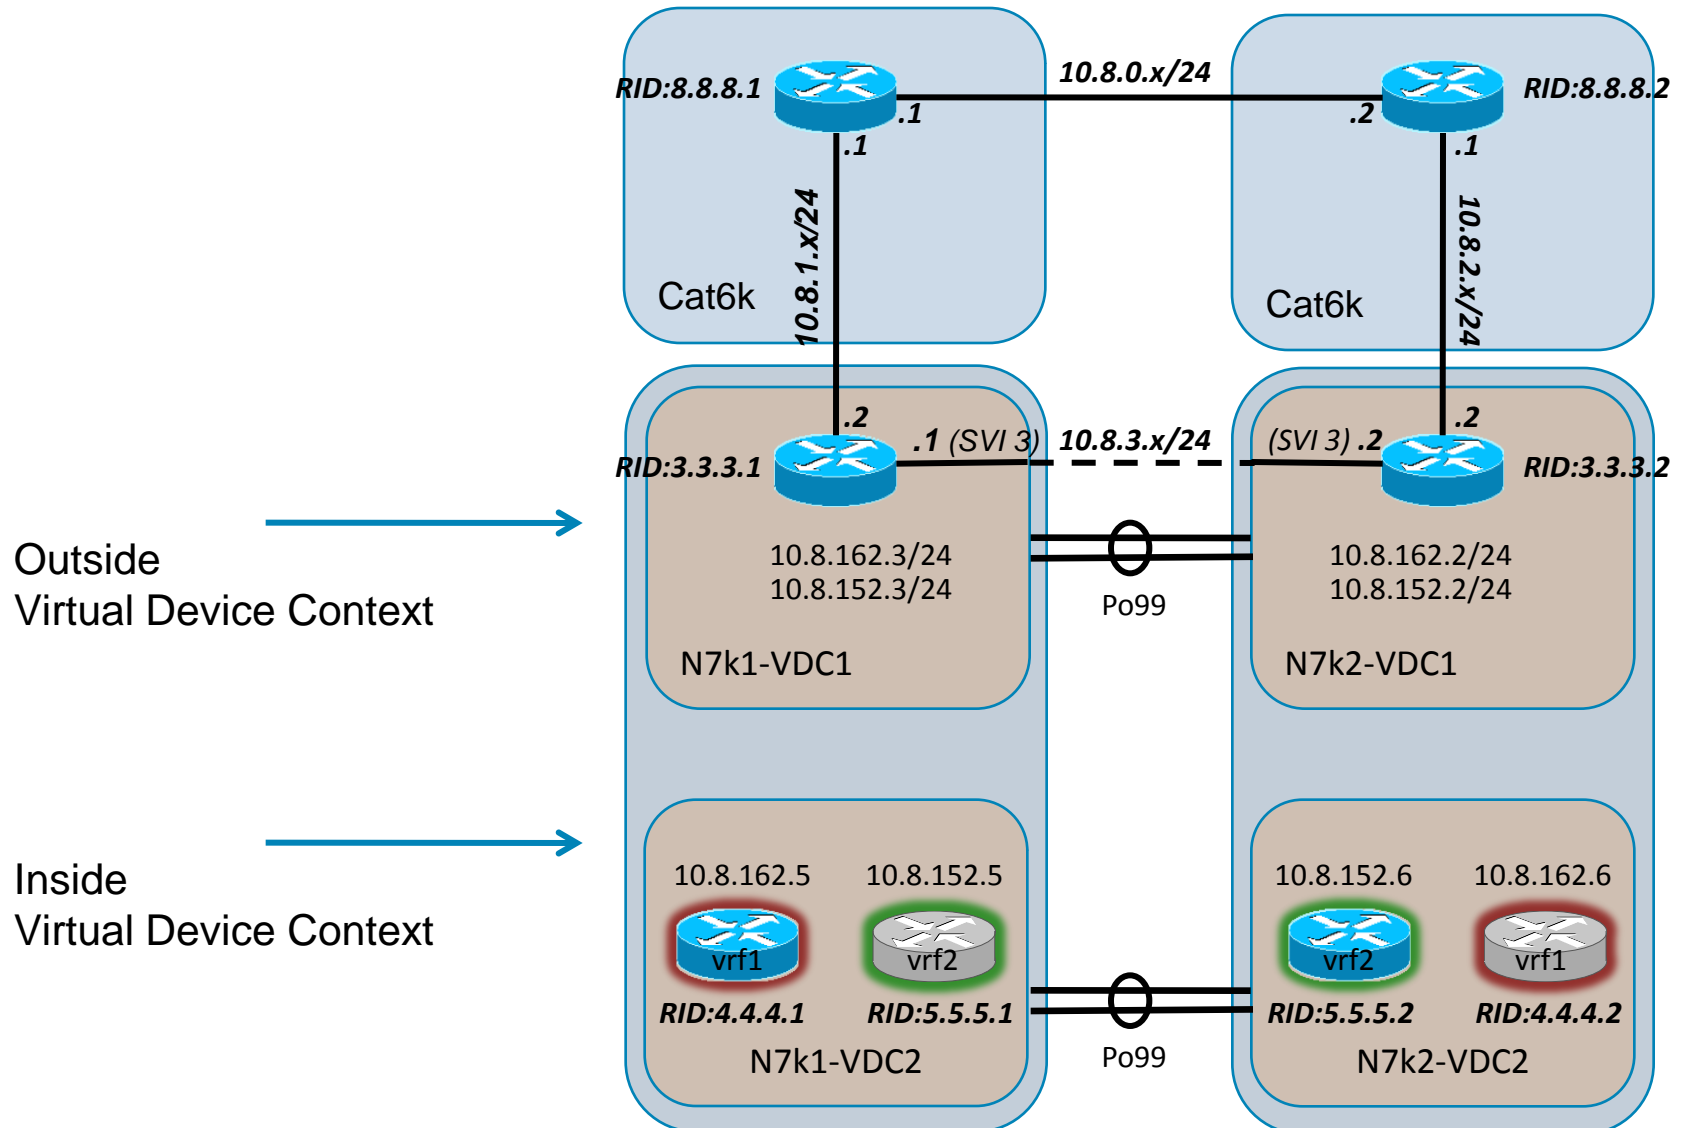 10.8.0.x/24
RID:8.8.8.1
RID:8.8.8.2
.1
.2
.1
.1
10.8.1.x/24
10.8.2.x/24
Cat6k
Cat6k
.2
.2
.1 (SVI 3)
10.8.3.x/24
(SVI 3) .2
RID:3.3.3.1
RID:3.3.3.2
Outside
Virtual Device Context
10.8.162.3/24
10.8.152.3/24
Po99
10.8.162.2/24
10.8.152.2/24
N7k1-VDC1
N7k2-VDC1
Inside
Virtual Device Context
10.8.162.5
10.8.152.5
10.8.152.6
10.8.162.6
vrf1
vrf2
vrf2
vrf1
RID:4.4.4.1
RID:5.5.5.1
RID:5.5.5.2
RID:4.4.4.2
N7k1-VDC2
Po99
N7k2-VDC2